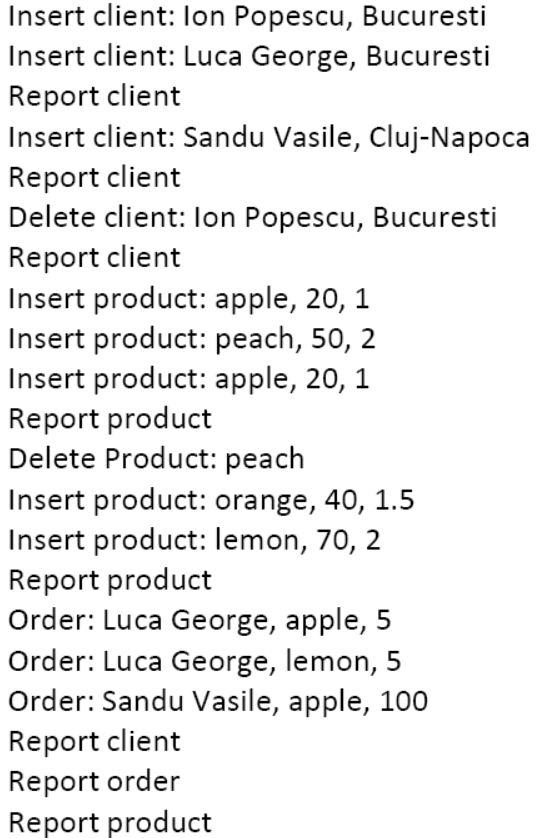 Insert client: Ion Popescu, Bucuresti
Insert client: Luca George, Bucuresti
Report client
Insert client: Sandu Vasile, Cluj-Napoca
Report client
Delete client: Ion Popescu, Bucuresti
Report client
Insert product: apple, 20, 1
Insert product: peach, 50, 2
Insert product: apple, 20, 1
Report product
Delete Product: peach
Insert product: orange, 40, 1.5
Insert product: lemon, 70, 2
Report product
Order: Luca George, apple, 5
Order: Luca George, lemon, 5
Order: Sandu Vasile, apple, 100
Report client
Report order
Report product